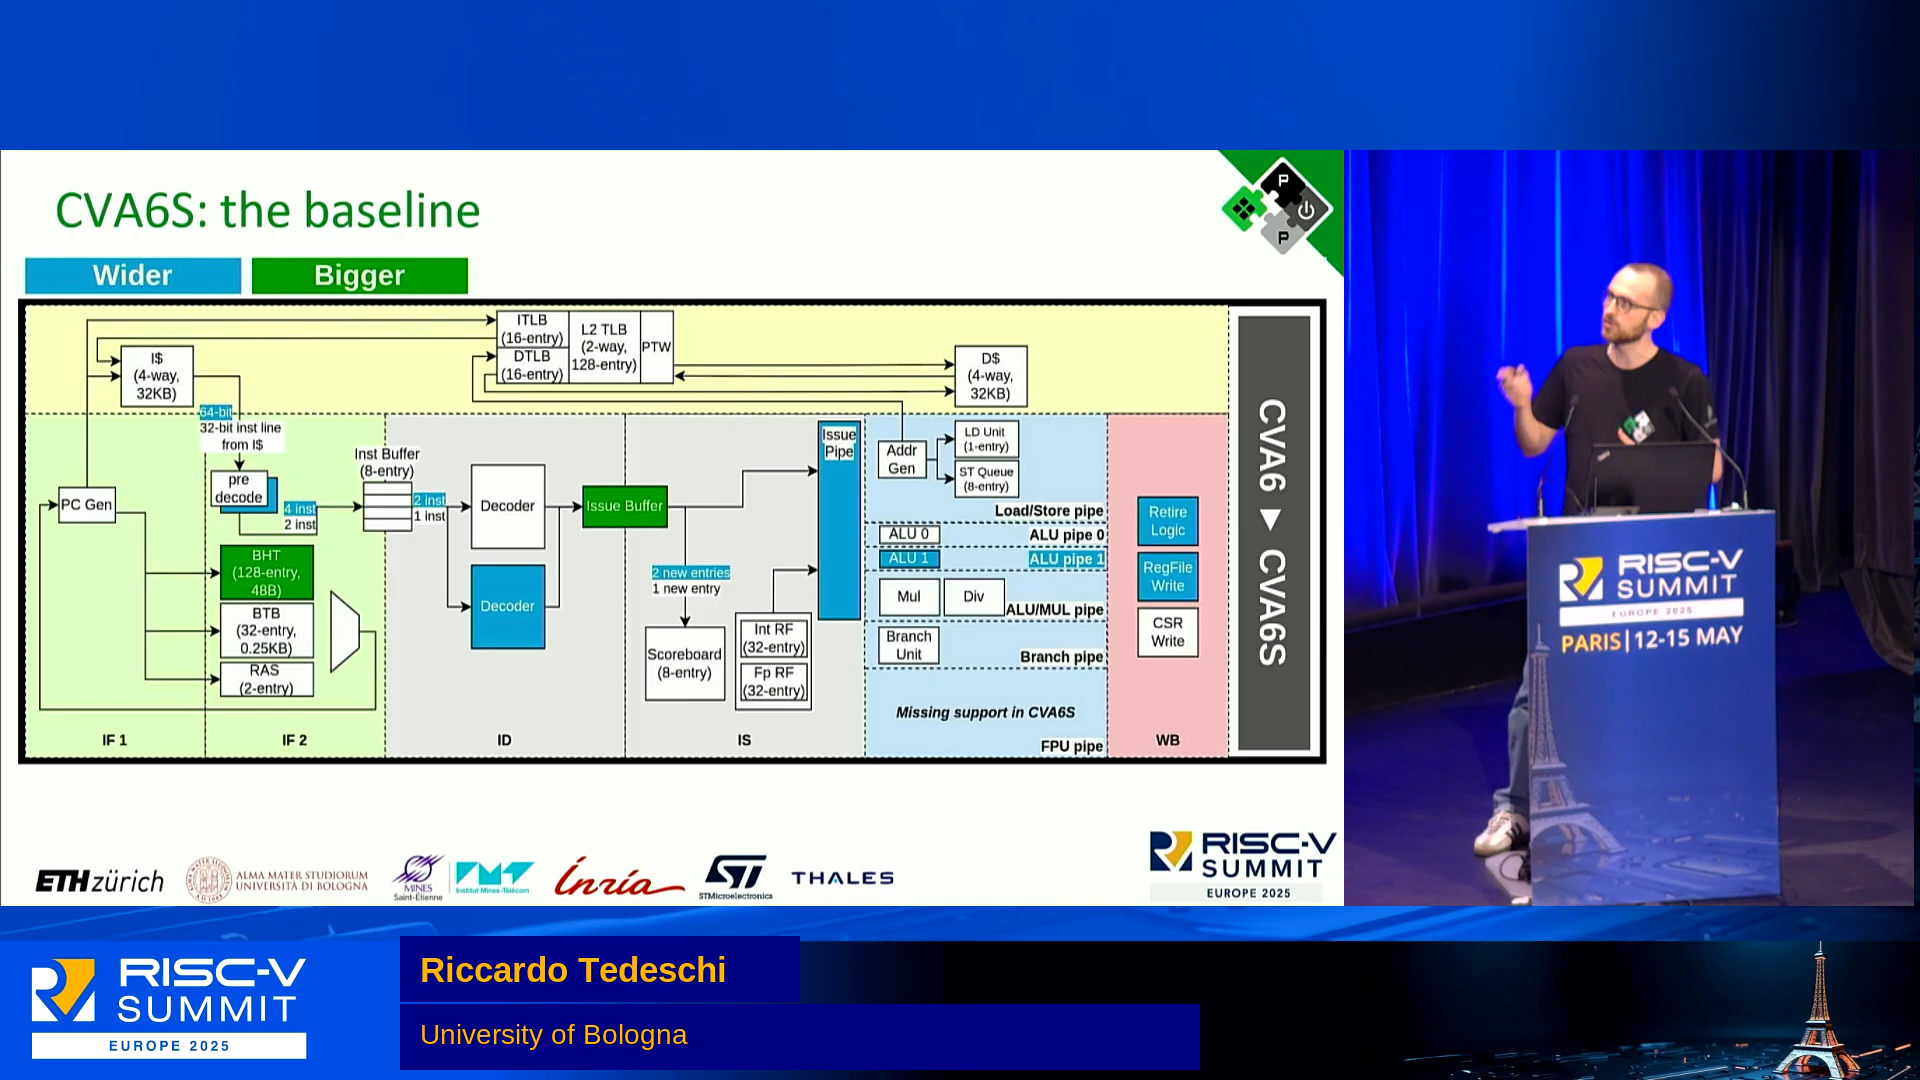 CVA6S: the baseline
P
P
Wider
Bigger
ITLB
(16-entry)
DTLB
(16-entry)
L2 TLB
(2-way,
128-entry)
PTW
I$
(4-way,
32KB)
D$
(4-way,
32KB)
64-bit
32-bit inst line
from I$
PC Gen
pre
decode
4 inst
2 inst
Inst Buffer
(8-entry)
2 inst
1 inst
BHT
(128-entry,
48B)
BTB
(32-entry,
0.25KB)
RAS
(2-entry)
Decoder
Decoder
Issue Buffer
2 new entries
1 new entry
Scoreboard
(8-entry)
Int RF
(32-entry)
Fp RF
(32-entry)
Issue
Pipe
Addr
Gen
LD Unit
(1-entry)
ST Queue
(8-entry)
Load/Store pipe
ALU 0
ALU pipe 0
ALU 1
ALU pipe 1
Mul
Div
ALU/MUL pipe
Branch
Unit
Branch pipe
Missing support in CVA6S
FPU pipe
Retire
Logic
RegFile
Write
CSR
Write
IF 1
IF 2
ID
IS
WB
CVA6 ▼ CVA6S
ETH zürich
ALMA MATER STUDIORUM
UNIVERSITÀ DI BOLOGNA
MINES
Saint-Étienne
IMT
Institut Mines-Télécom
Inria
ST
STMicroelectronics
THALES
RISC-V
SUMMIT
EUROPE 2025
RISC-V
SUMMIT
EUROPE 2025
PARIS | 12-15 MAY
RISC-V
SUMMIT
EUROPE 2025
Riccardo Tedeschi
University of Bologna